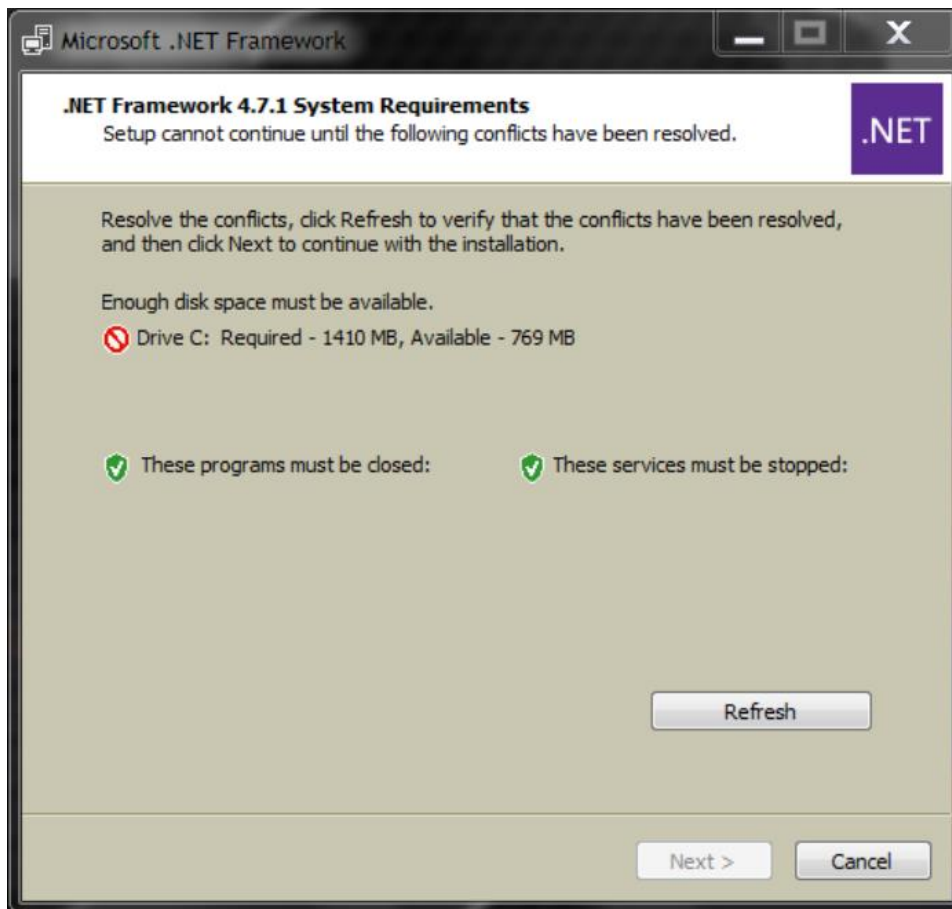 Microsoft .NET Framework
.NET Framework 4.7.1 System Requirements
Setup cannot continue until the following conflicts have been resolved.
.NET
Resolve the conflicts, click Refresh to verify that the conflicts have been resolved,
and then click Next to continue with the installation.
Enough disk space must be available.
Drive C: Required - 1410 MB, Available - 769 MB
These programs must be closed:
These services must be stopped:
Refresh
Next >
Cancel